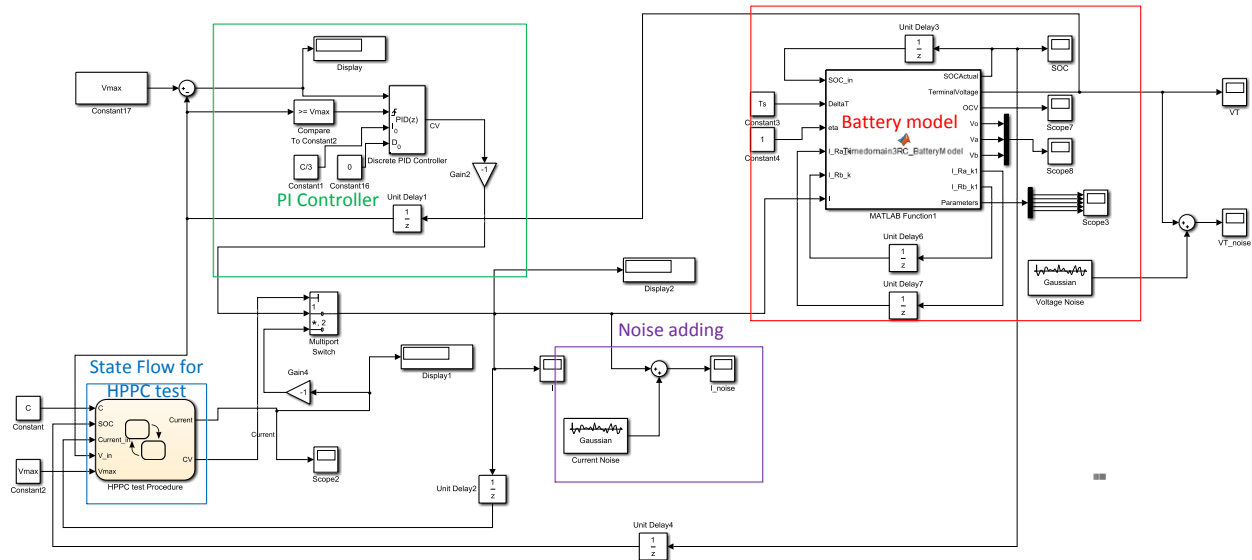 Vmax
Constant17
Display
>= Vmax
Compare
To Constant2
I0
D0
PID(z)
CV
Discrete PID Controller
C/3
Constant1
0
Constant16
-1
Gain2
PI Controller
Unit Delay1
1
z
Unit Delay3
1
z
SOC
SOC_in
DeltaT
eta
I_Rb_k
I
SOCActual
TerminalVoltage
OCV
Vo
Va
Vb
I_Ra_k1
I_Rb_k1
Parameters
Battery model
MATLAB Function1
Ts
Constant3
1
Constant4
Scope7
Scope8
Scope3
VT
VT_noise
Unit Delay6
1
z
Unit Delay7
1
z
Gaussian
Voltage Noise
Display2
1
*, 2
Multiport
Switch
Display1
Gain4
-1
I
Noise adding
I_noise
Gaussian
Current Noise
State Flow for
HPPC test
C
Constant
Vmax
Constant2
C
SOC
Current_in
V_in
Vmax
Current
CV
HPPC test Procedure
Current
Scope2
Unit Delay2
1
z
Unit Delay4
1
z